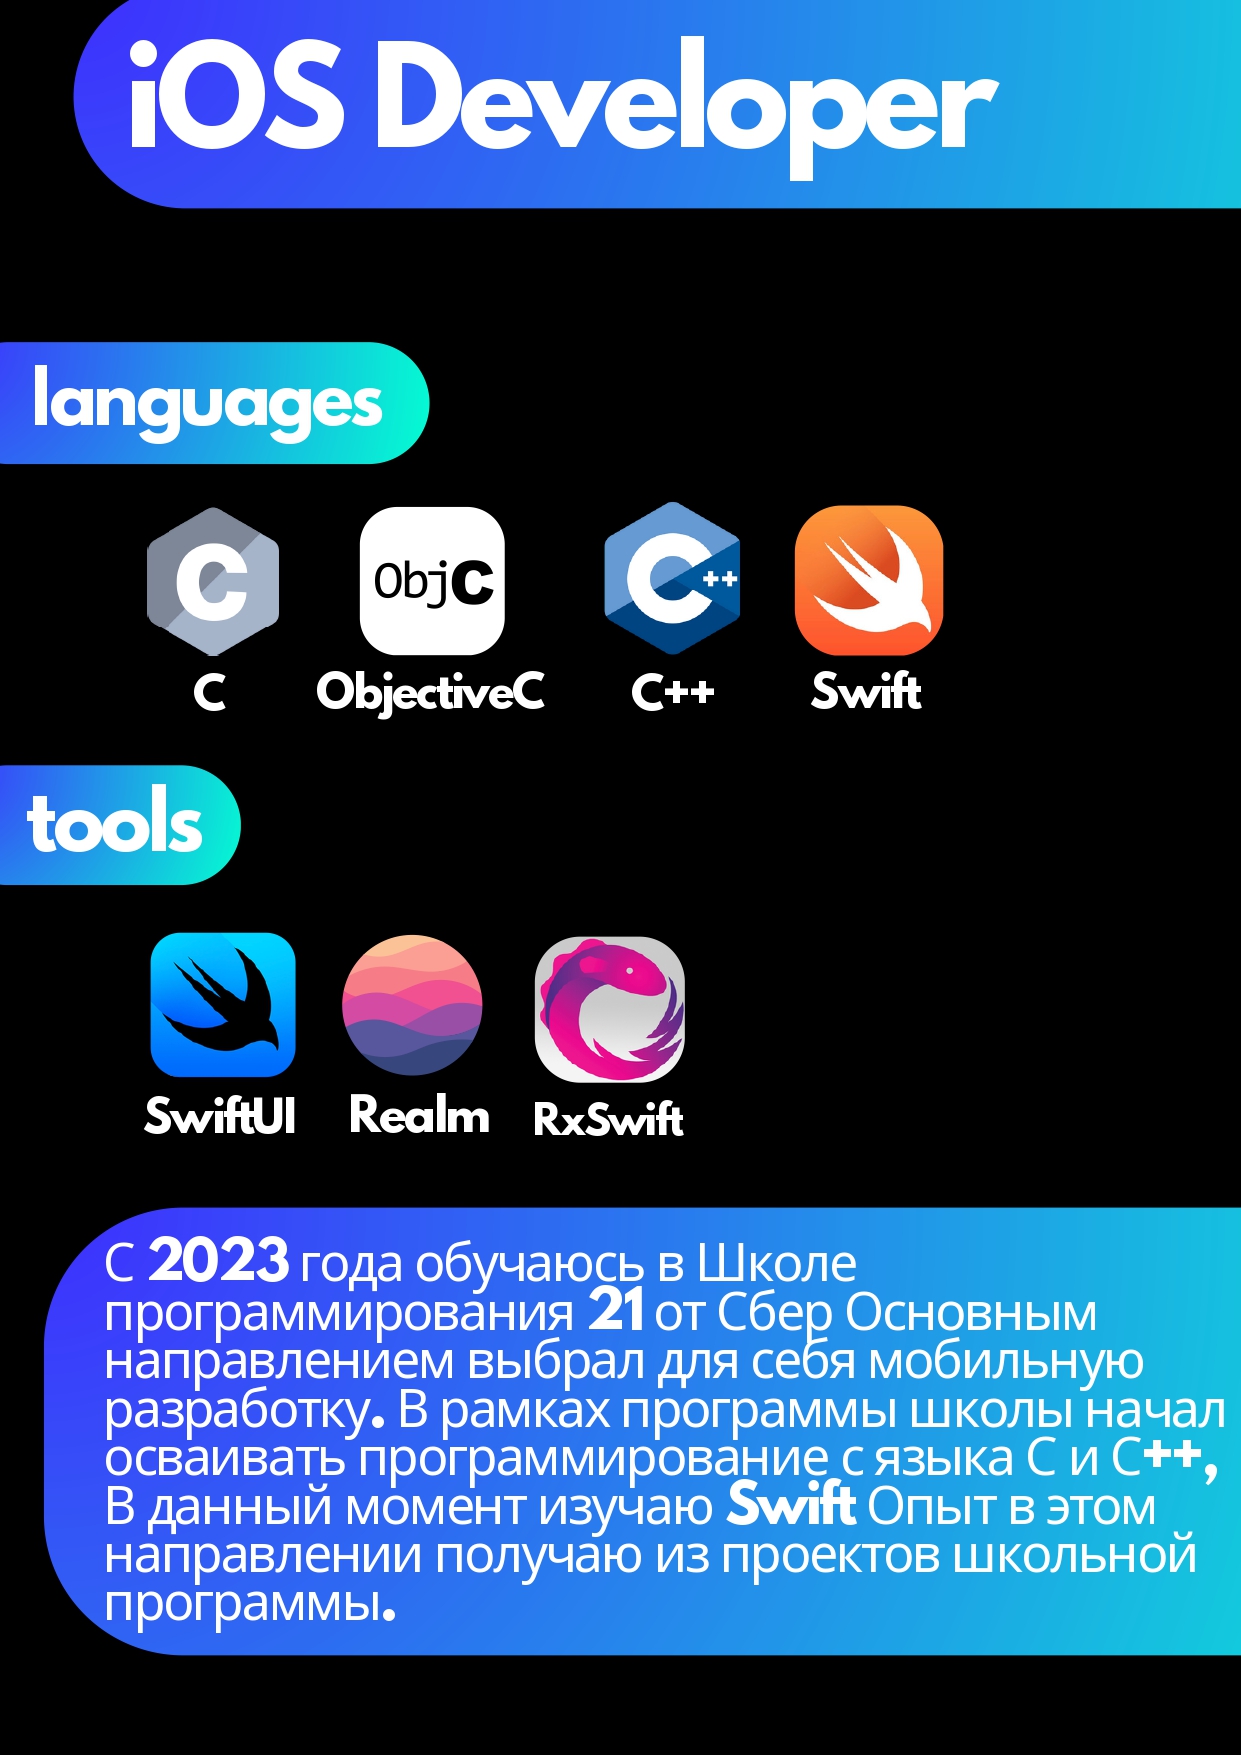 iOS Developer
languages
C
ObjC
C++
C
ObjectiveC
C++
Swift
tools
SwiftUI
Realm
RxSwift
С 2023 года обучаюсь в Школе
программирования 21 от Сбер Основным
направлением выбрал для себя мобильную
разработку. В рамках программы школы начал
осваивать программирование с языка С и С++,
В данный момент изучаю Swift Опыт в этом
направлении получаю из проектов школьной
программы.